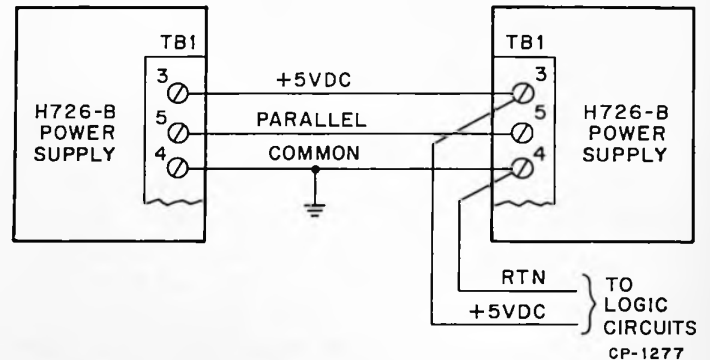 TB1
3
5
4
H726-B
POWER
SUPPLY
+5VDC
PARALLEL
COMMON
TB1
3
5
4
H726-B
POWER
SUPPLY
RTN
+5VDC
TO
LOGIC
CIRCUITS
CP-1277